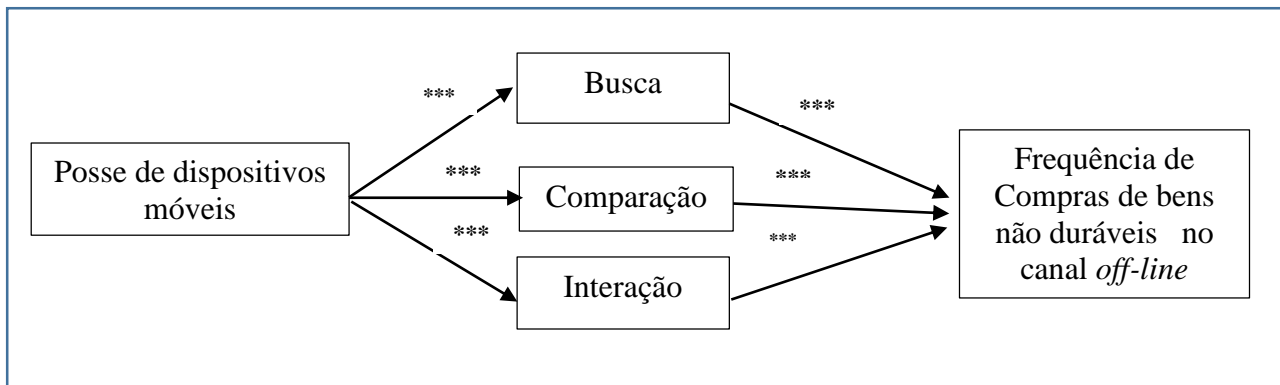 Busca
***
***
Posse de dispositivos
móveis
***
Comparação
***
Frequência de
Compras de bens
não duráveis no
canal off-line
***
Interação
***